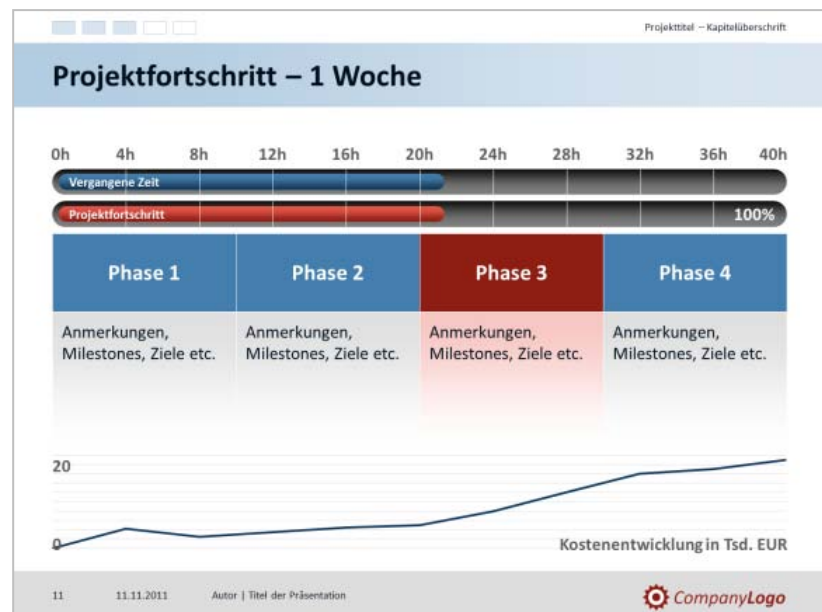 Projekttitel – Kapitelüberschrift
Projektfortschritt – 1 Woche
0h 4h 8h 12h 16h 20h 24h 28h 32h 36h 40h
Vergangene Zeit
Projektfortschritt 100%
Phase 1 Phase 2 Phase 3 Phase 4
Anmerkungen, Anmerkungen, Anmerkungen, Anmerkungen,
Milestones, Ziele etc. Milestones, Ziele etc. Milestones, Ziele etc. Milestones, Ziele etc.
20
0 Kostenentwicklung in Tsd. EUR
11 11.11.2011 Autor | Titel der Präsentation CompanyLogo